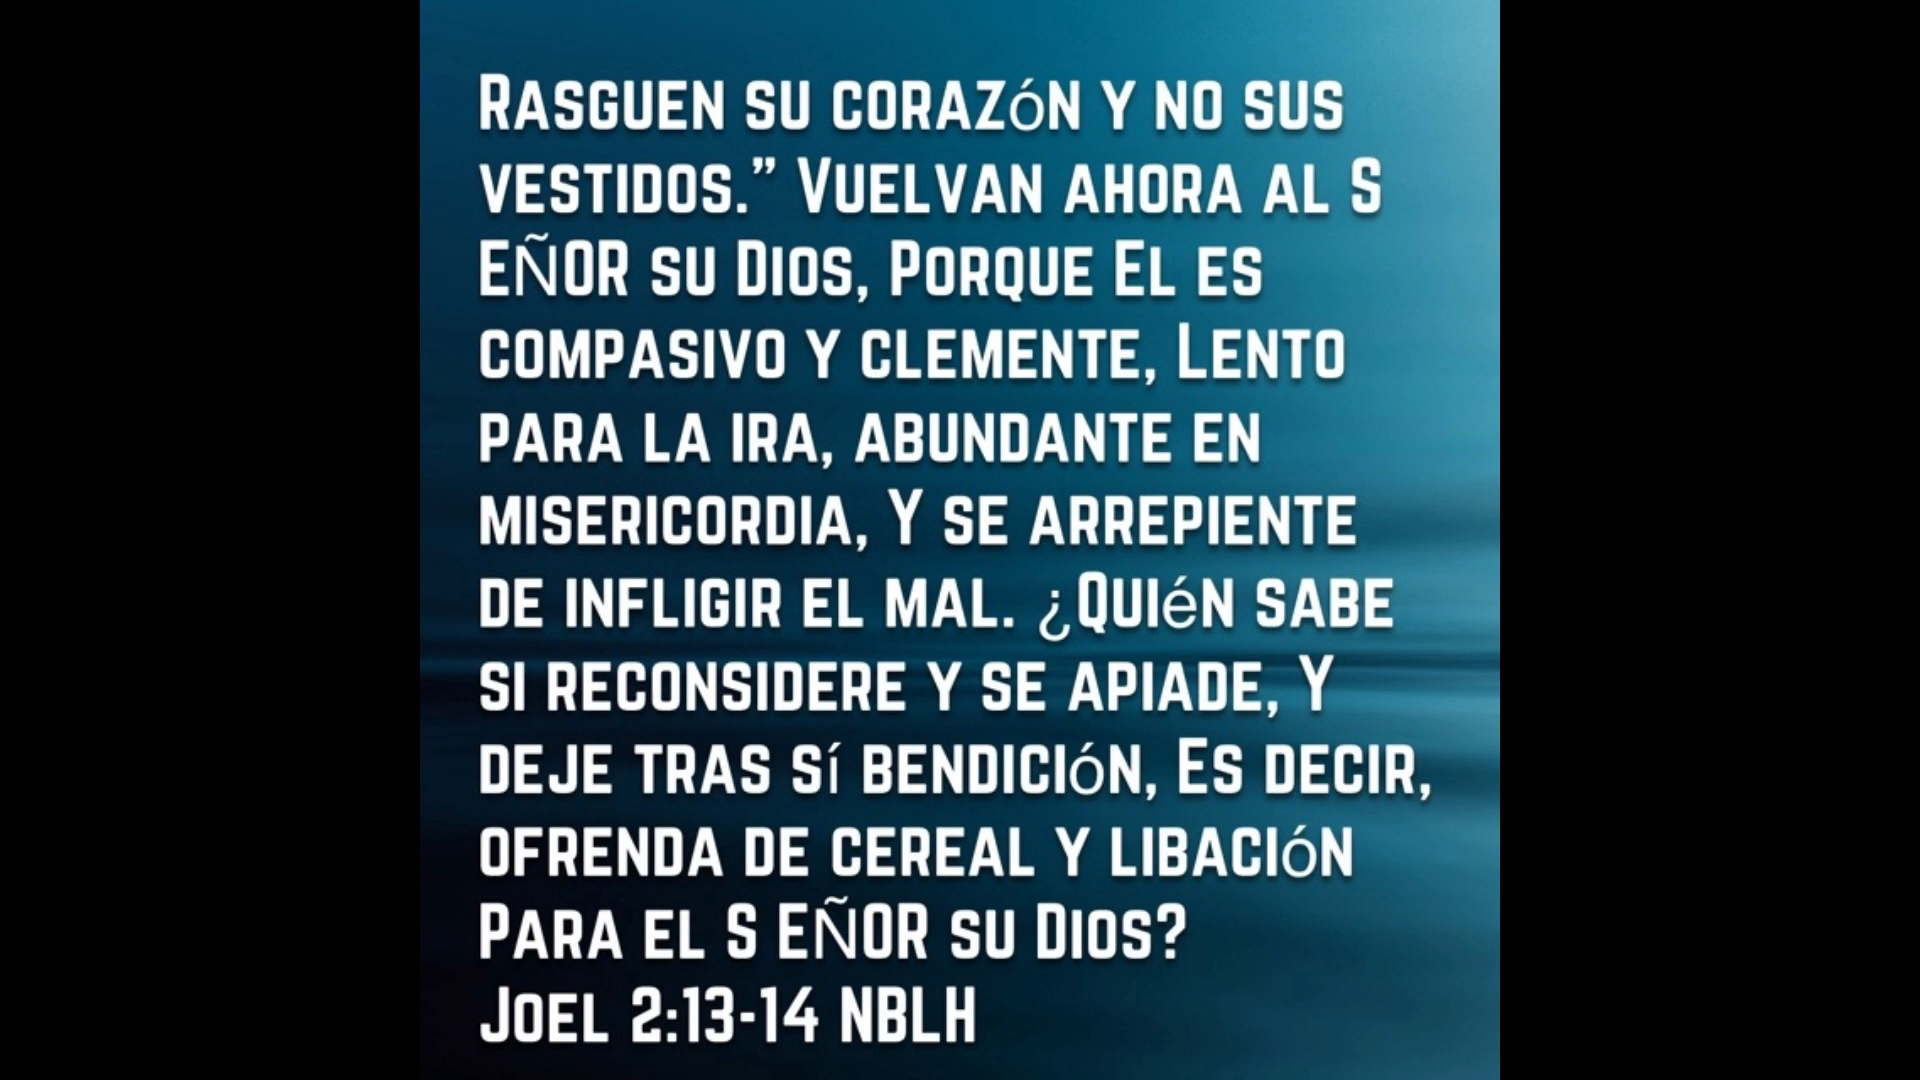 Rasguen su corazón y no sus
vestidos.” Vuelvan ahora al S
EÑOR su Dios, Porque El es
compasivo y clemente, Lento
para la ira, abundante en
misericordia, Y se arrepiente
de infligir el mal. ¿Quién sabe
si reconsidere y se apiade, Y
deje tras sí bendición, Es decir,
ofrenda de cereal y libación
Para el S EÑOR su Dios?
Joel 2:13-14 NBLH